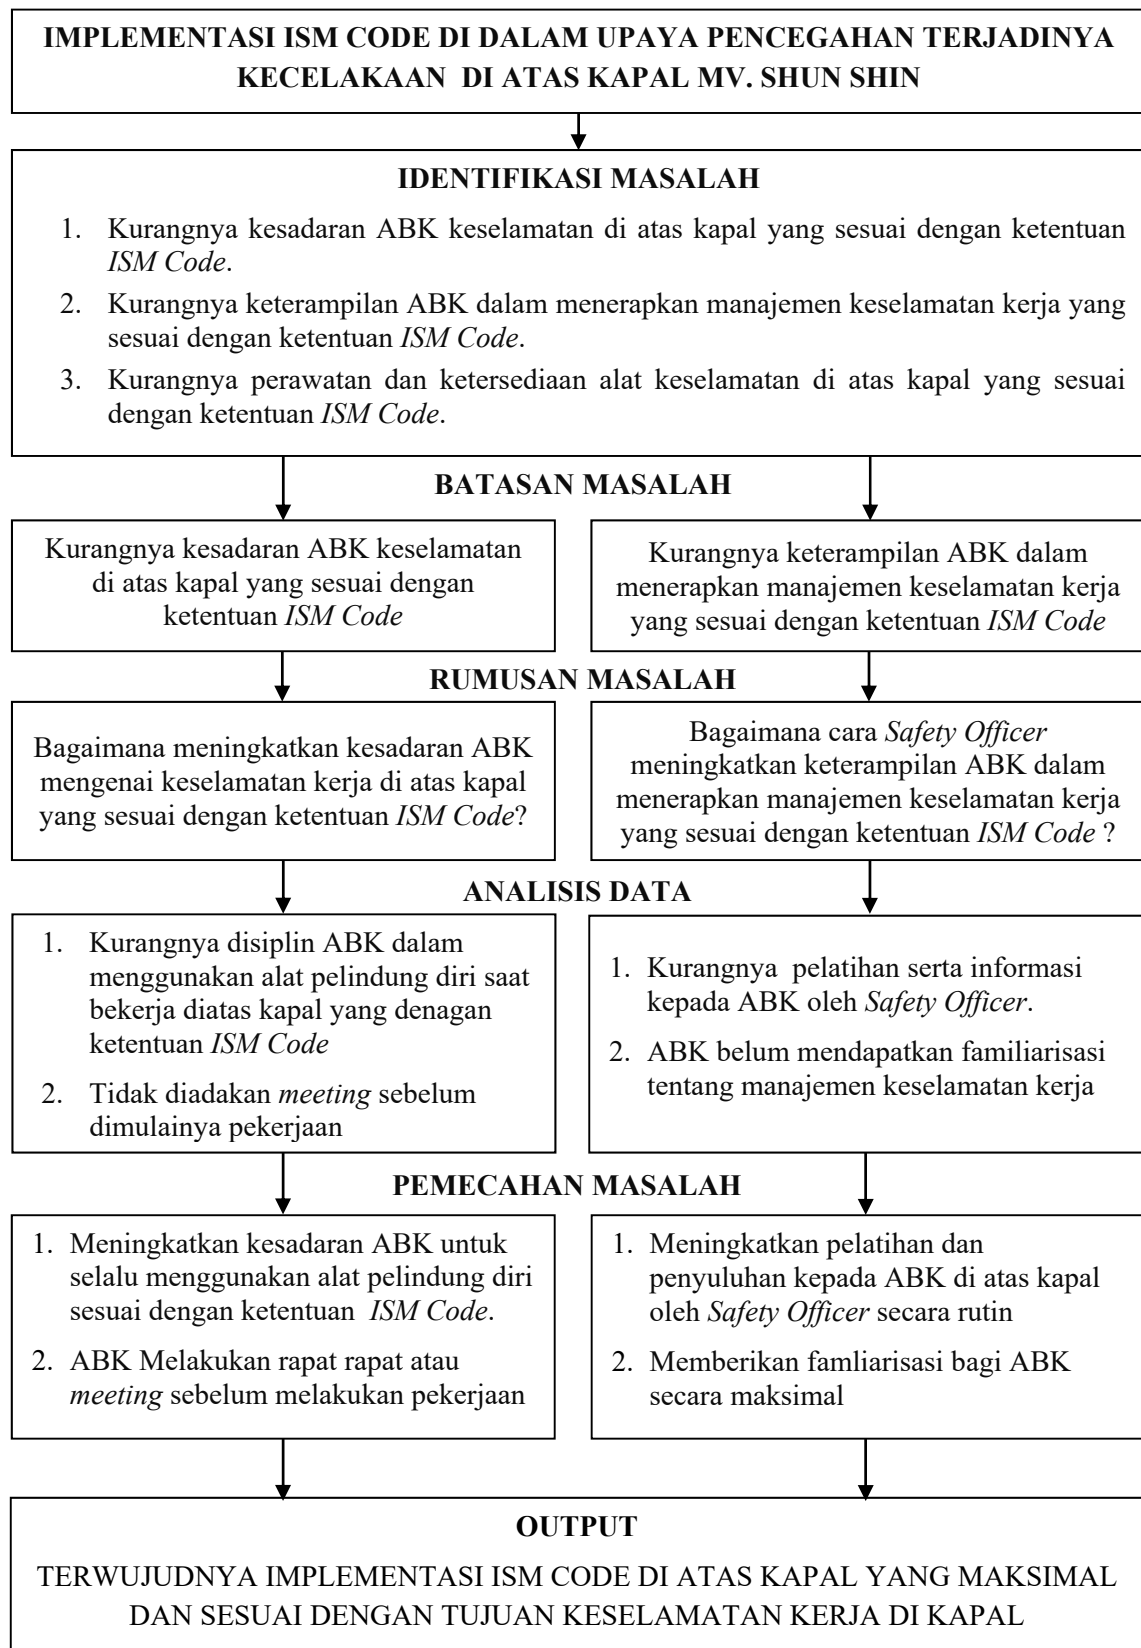 IMPLEMENTASI ISM CODE DI DALAM UPAYA PENCEGAHAN TERJADINYA
KECELAKAAN DI ATAS KAPAL MV. SHUN SHIN
IDENTIFIKASI MASALAH
1. Kurangnya kesadaran ABK keselamatan di atas kapal yang sesuai dengan ketentuan
ISM Code.
2. Kurangnya keterampilan ABK dalam menerapkan manajemen keselamatan kerja yang
sesuai dengan ketentuan ISM Code.
3. Kurangnya perawatan dan ketersediaan alat keselamatan di atas kapal yang sesuai
dengan ketentuan ISM Code.
BATASAN MASALAH
Kurangnya kesadaran ABK keselamatan
di atas kapal yang sesuai dengan
ketentuan ISM Code
Kurangnya keterampilan ABK dalam
menerapkan manajemen keselamatan kerja
yang sesuai dengan ketentuan ISM Code
RUMUSAN MASALAH
Bagaimana meningkatkan kesadaran ABK
mengenai keselamatan kerja di atas kapal
yang sesuai dengan ketentuan ISM Code?
Bagaimana cara Safety Officer
meningkatkan keterampilan ABK dalam
menerapkan manajemen keselamatan kerja
yang sesuai dengan ketentuan ISM Code ?
ANALISIS DATA
1. Kurangnya disiplin ABK dalam
menggunakan alat pelindung diri saat
bekerja diatas kapal yang denagan
ketentuan ISM Code
2. Tidak diadakan meeting sebelum
dimulainya pekerjaan
1. Kurangnya pelatihan serta informasi
kepada ABK oleh Safety Officer.
2. ABK belum mendapatkan familiarisasi
tentang manajemen keselamatan kerja
PEMECAHAN MASALAH
1. Meningkatkan kesadaran ABK untuk
selalu menggunakan alat pelindung diri
sesuai dengan ketentuan ISM Code.
2. ABK Melakukan rapat rapat atau
meeting sebelum melakukan pekerjaan
1. Meningkatkan pelatihan dan
penyuluhan kepada ABK di atas kapal
oleh Safety Officer secara rutin
2. Memberikan famliarisasi bagi ABK
secara maksimal
OUTPUT
TERWUJUDNYA IMPLEMENTASI ISM CODE DI ATAS KAPAL YANG MAKSIMAL
DAN SESUAI DENGAN TUJUAN KESELAMATAN KERJA DI KAPAL